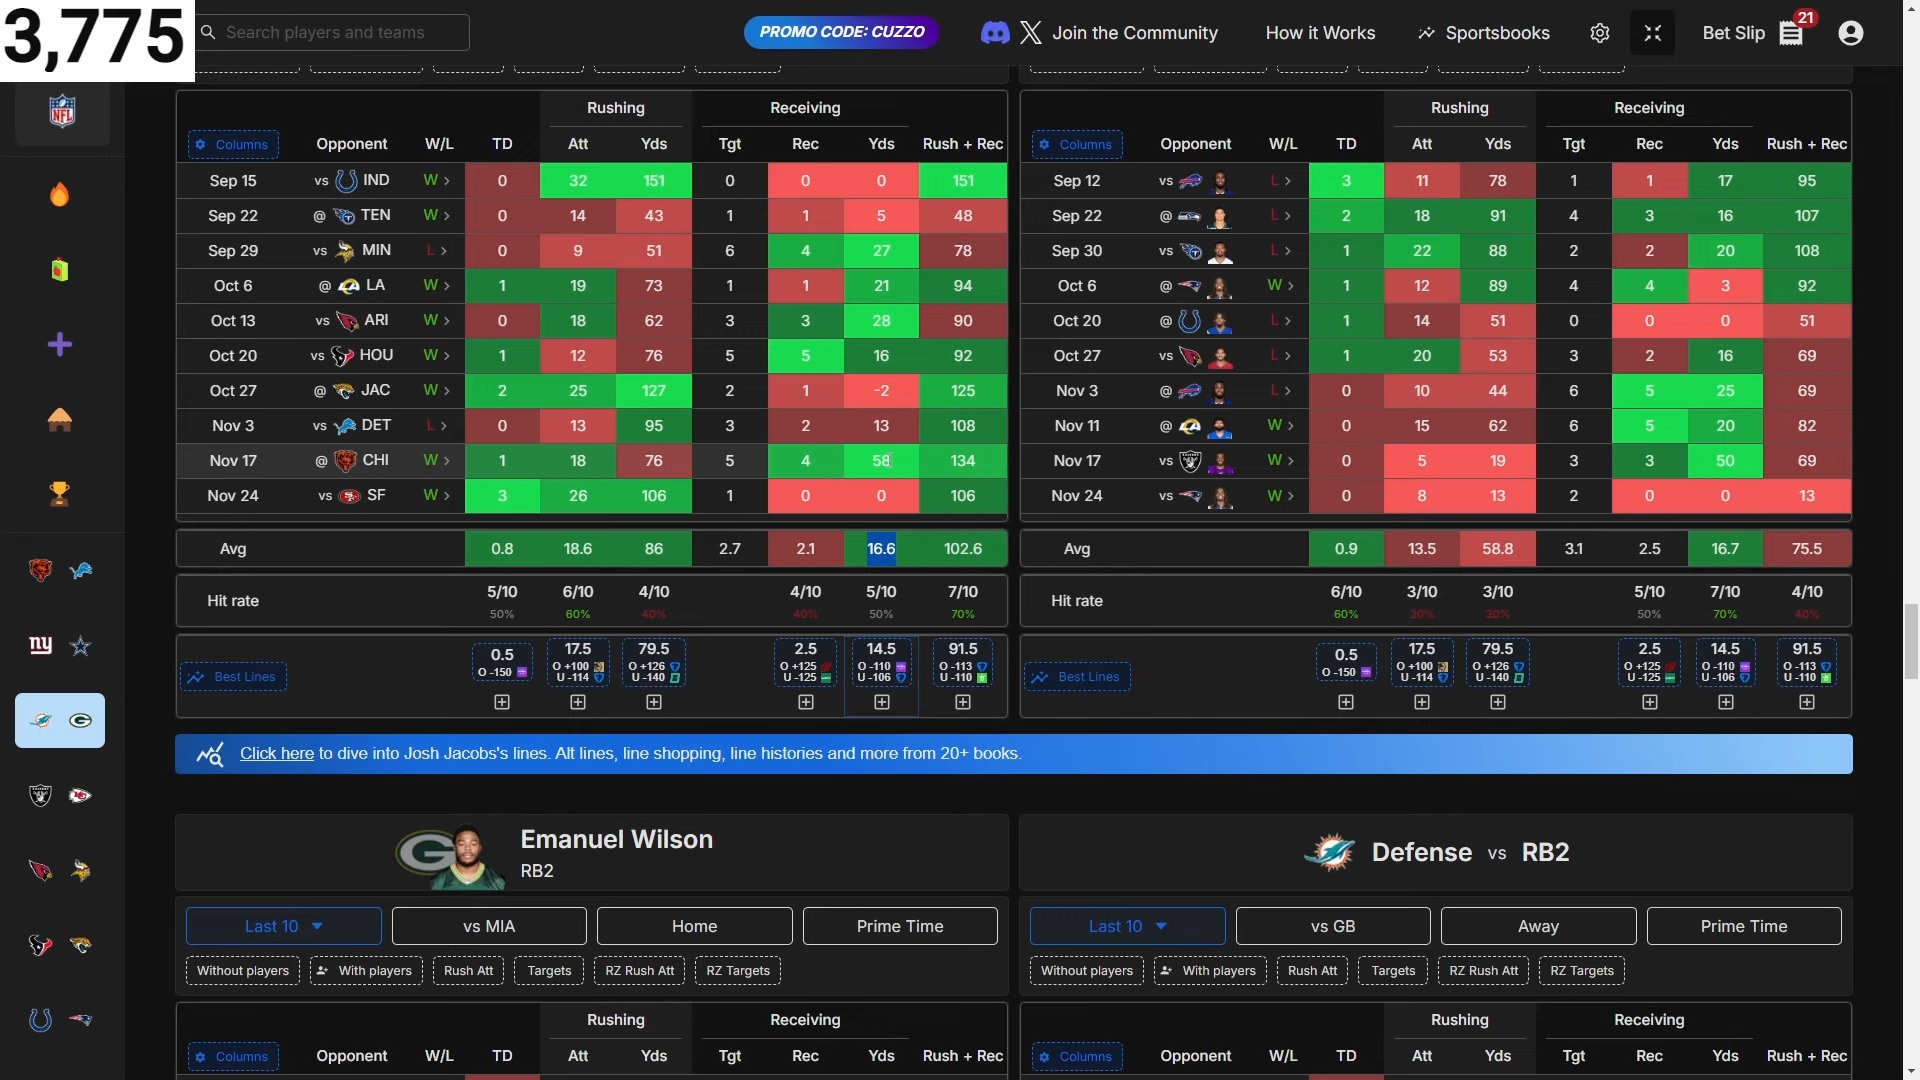 3,775
Search players and teams
PROMO CODE: CUZZO
Join the Community
How it Works
Sportsbooks
Bet Slip
21
NFL
Rushing Receiving
Columns Opponent W/L TD Att Yds Tgt Rec Yds Rush + Rec
Sep 15 vs IND W > 0 32 151 0 0 0 151
Sep 22 @ TEN W > 0 14 43 1 1 5 48
Sep 29 vs MIN L > 0 9 51 6 4 27 78
Oct 6 @ LA W > 1 19 73 1 1 21 94
Oct 13 vs ARI W > 0 18 62 3 3 28 90
Oct 20 vs HOU W > 1 12 76 5 5 16 92
Oct 27 @ JAC W > 2 25 127 2 1 -2 125
Nov 3 vs DET L > 0 13 95 3 2 13 108
Nov 17 @ CHI W > 1 18 76 5 4 58 134
Nov 24 vs SF W > 3 26 106 1 0 0 106
Avg 0.8 18.6 86 2.7 2.1 16.6 102.6
Hit rate 5/10 6/10 4/10 4/10 5/10 7/10
50% 60% 40% 40% 50% 70%
Best Lines 0.5 17.5 79.5 2.5 14.5 91.5
O -150 O +100 O +126 O +125 O -110 O -113
U -114 U -140 U -125 U -106 U -110
Rushing Receiving
Columns Opponent W/L TD Att Yds Tgt Rec Yds Rush + Rec
Sep 12 vs L > 3 11 78 1 1 17 95
Sep 22 @ L > 2 18 91 4 3 16 107
Sep 30 vs L > 1 22 88 2 2 20 108
Oct 6 @ W > 1 12 89 4 4 3 92
Oct 20 @ L > 1 14 51 0 0 0 51
Oct 27 vs L > 1 20 53 3 2 16 69
Nov 3 @ L > 0 10 44 6 5 25 69
Nov 11 @ W > 0 15 62 6 5 20 82
Nov 17 vs W > 0 5 19 3 3 50 69
Nov 24 vs W > 0 8 13 2 0 0 13
Avg 0.9 13.5 58.8 3.1 2.5 16.7 75.5
Hit rate 6/10 3/10 3/10 5/10 7/10 4/10
60% 30% 30% 50% 70% 40%
Best Lines 0.5 17.5 79.5 2.5 14.5 91.5
O -150 O +100 O +126 O +125 O -110 O -113
U -114 U -140 U -125 U -106 U -110
Click here to dive into Josh Jacobs's lines. Alt lines, line shopping, line histories and more from 20+ books.
Emanuel Wilson
RB2
Last 10 vs MIA Home Prime Time
Without players With players Rush Att Targets RZ Rush Att RZ Targets
Rushing Receiving
Columns Opponent W/L TD Att Yds Tgt Rec Yds Rush + Rec
Defense vs RB2
Last 10 vs GB Away Prime Time
Without players With players Rush Att Targets RZ Rush Att RZ Targets
Rushing Receiving
Columns Opponent W/L TD Att Yds Tgt Rec Yds Rush + Rec
ny